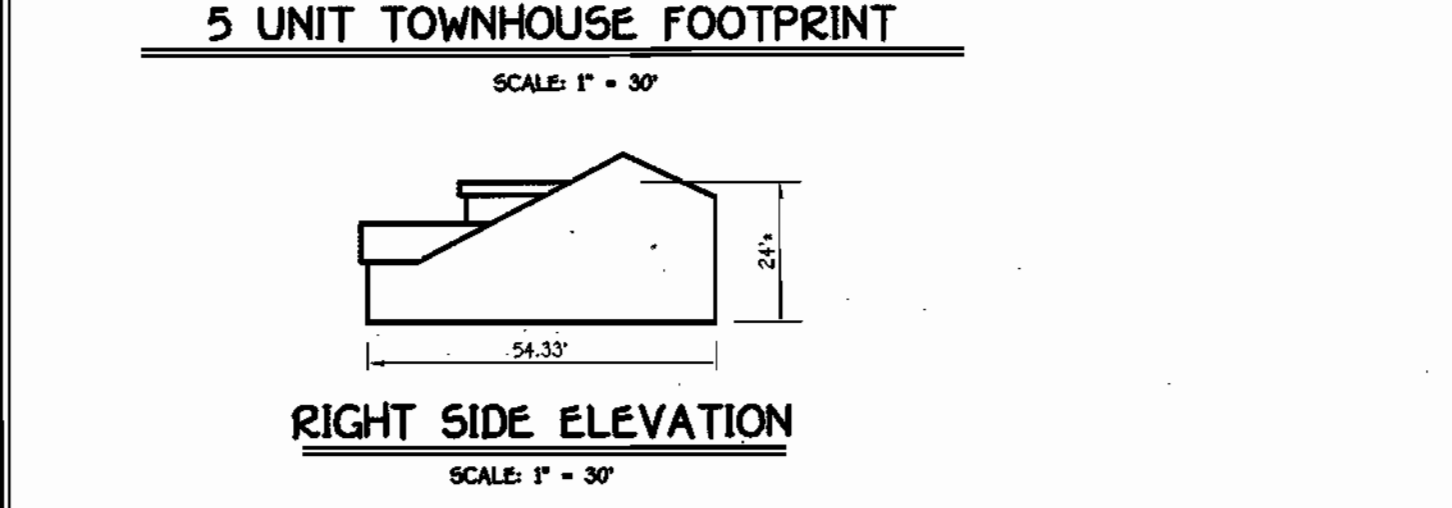 5 UNIT TOWNHOUSE FOOTPRINT
SCALE: 1" = 30'
24'±
54.33'
RIGHT SIDE ELEVATION
SCALE: 1" = 30'